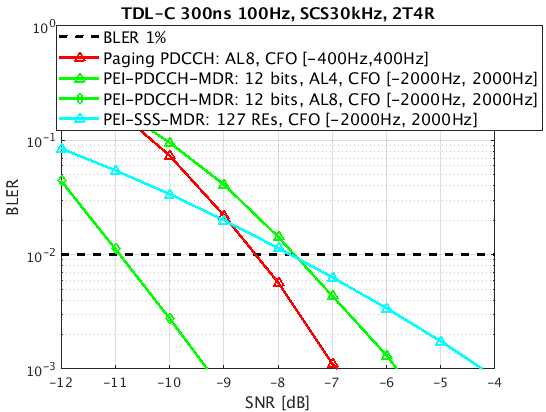 TDL-C 300ns 100Hz, SCS30kHz, 2T4R
10^0
BLER 1%
Paging PDCCH: AL8, CFO [-400Hz,400Hz]
PEI-PDCCH-MDR: 12 bits, AL4, CFO [-2000Hz, 2000Hz]
PEI-PDCCH-MDR: 12 bits, AL8, CFO [-2000Hz, 2000Hz]
PEI-SSS-MDR: 127 REs, CFO [-2000Hz, 2000Hz]
10^-1
BLER
10^-2
10^-3
-12 -11 -10 -9 -8 -7 -6 -5 -4
SNR [dB]